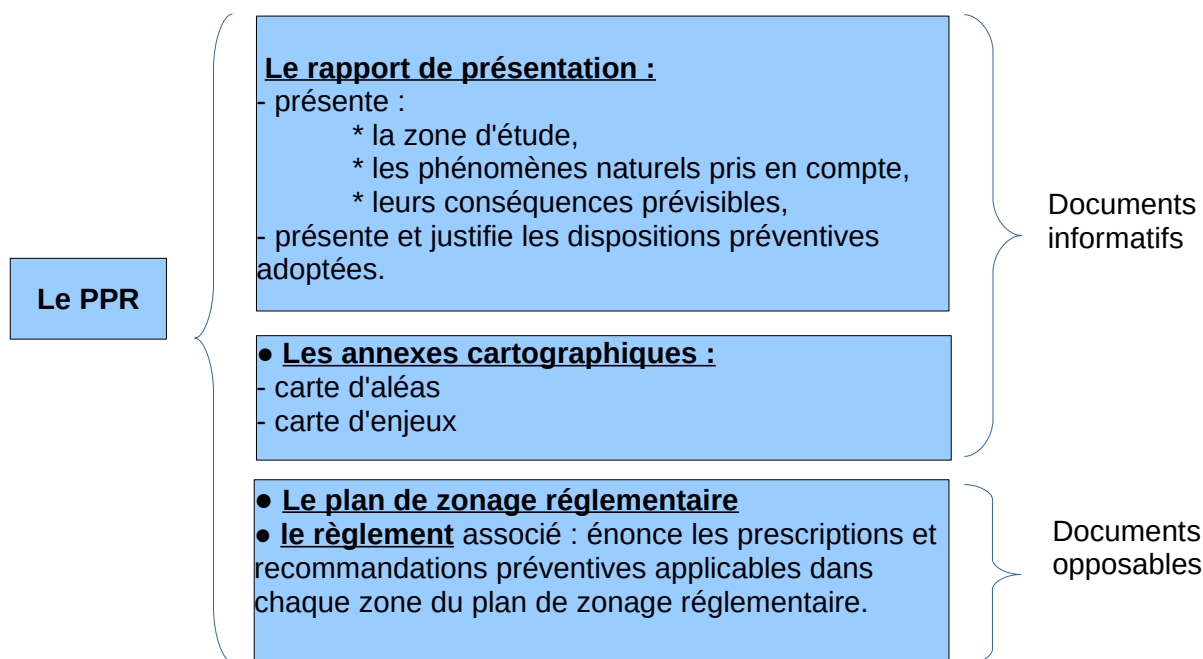 Le rapport de présentation :
- présente :
* la zone d'étude,
* les phénomènes naturels pris en compte,
* leurs conséquences prévisibles,
- présente et justifie les dispositions préventives
adoptées.
Documents
informatifs
Le PPR
● Les annexes cartographiques :
- carte d'aléas
- carte d'enjeux
● Le plan de zonage réglementaire
● le règlement associé : énonce les prescriptions et
recommandations préventives applicables dans
chaque zone du plan de zonage réglementaire.
Documents
opposables